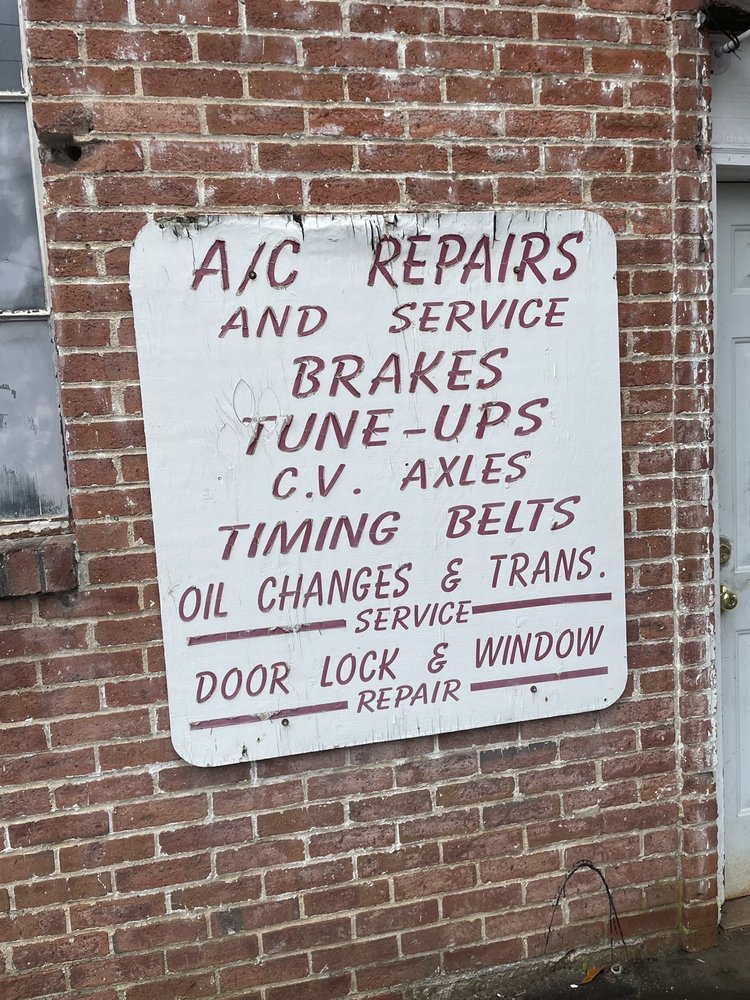 A/C REPAIRS
AND SERVICE
BRAKES
TUNE-UPS
C.V. AXLES
TIMING BELTS
OIL CHANGES & TRANS.
SERVICE
DOOR LOCK & WINDOW
REPAIR